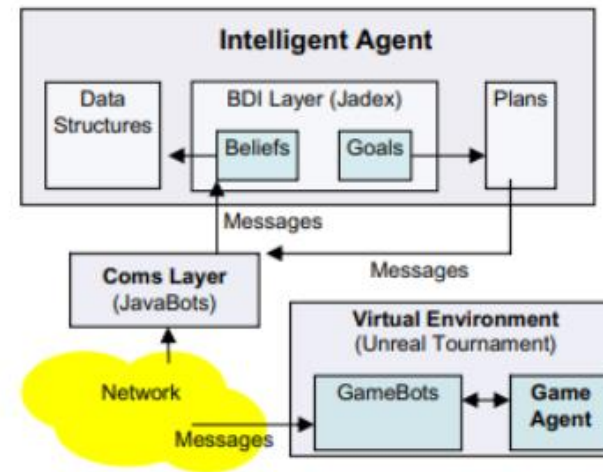 Intelligent Agent
Data
Structures
BDI Layer (Jadex)
Beliefs
Goals
Plans
Messages
Messages
Coms Layer
(JavaBots)
Virtual Environment
(Unreal Tournament)
Network
GameBots
Game
Agent
Messages